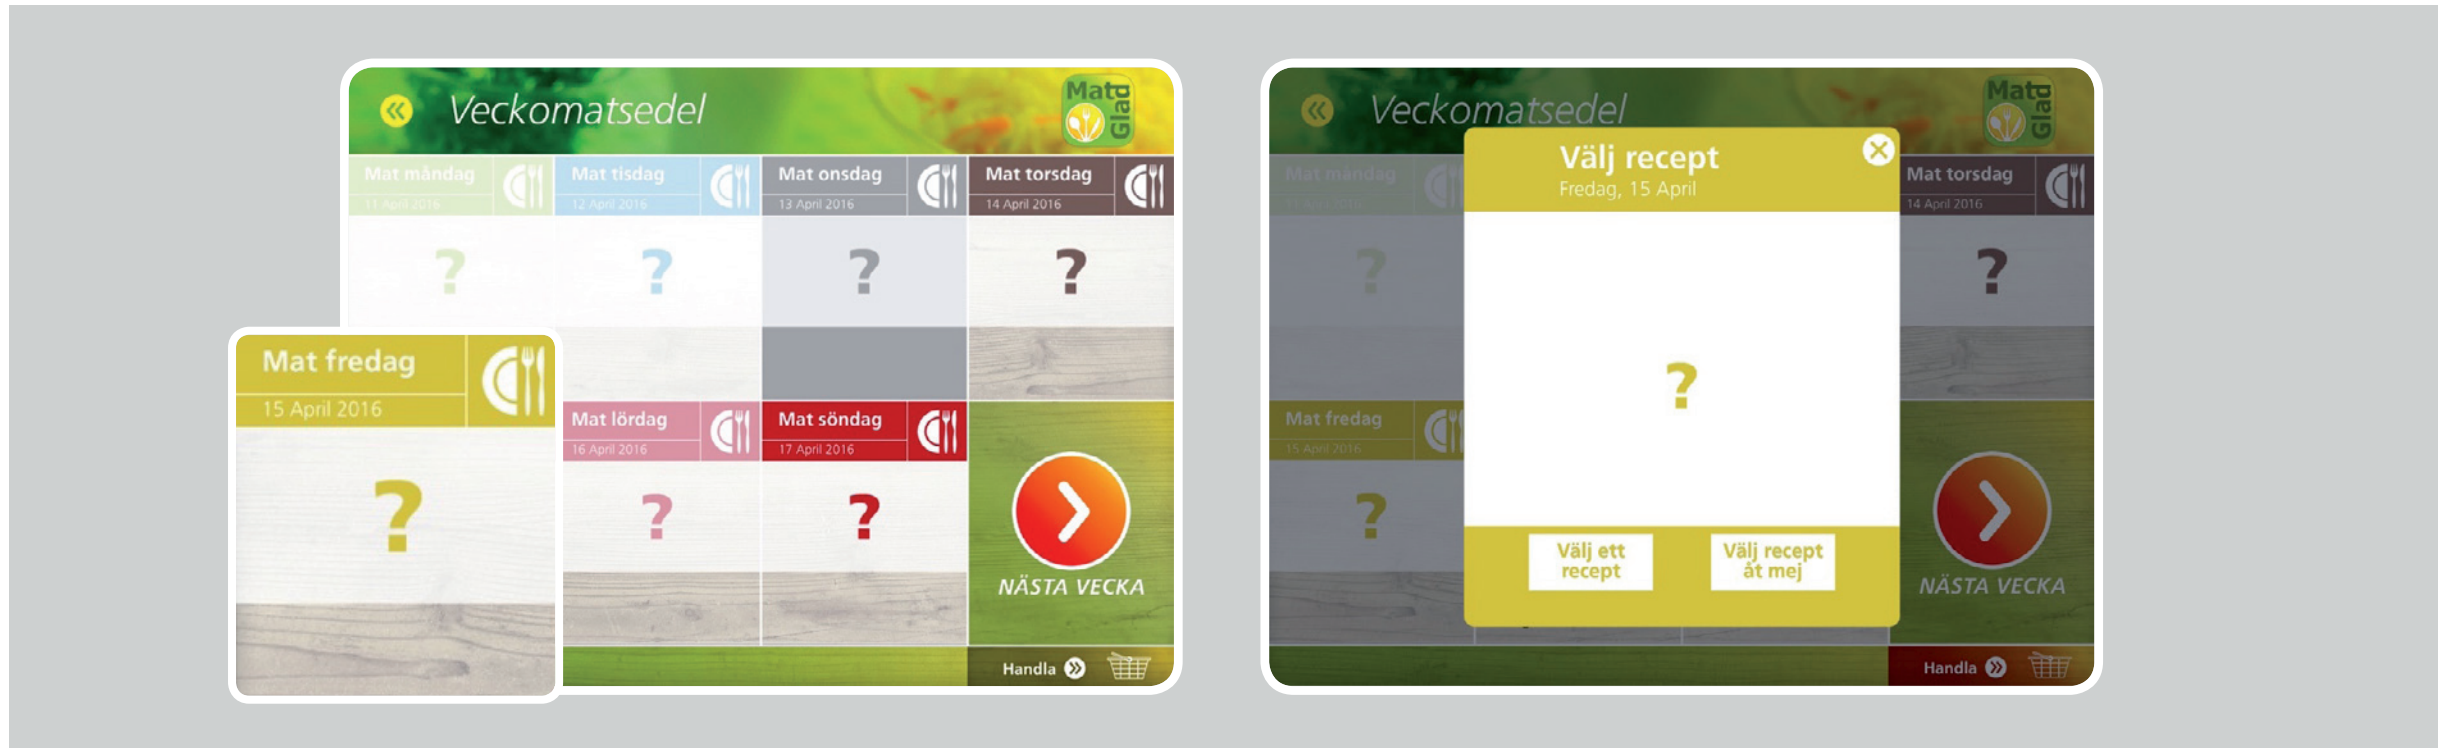 Veckomatsedel
Matd
Glad
Mat måndag
11 April 2016
?
Mat tisdag
12 April 2016
?
Mat onsdag
13 April 2016
?
Mat torsdag
14 April 2016
?
Mat fredag
15 April 2016
?
Mat lördag
16 April 2016
?
Mat söndag
17 April 2016
?
NÄSTA VECKA
Handla
Veckomatsedel
Matd
Glad
Mat måndag
?
Mat torsdag
14 April 2016
?
Mat fredag
15 April 2016
?
NÄSTA VECKA
Handla
Välj recept
Fredag, 15 April
?
Välj ett
recept
Välj recept
åt mej